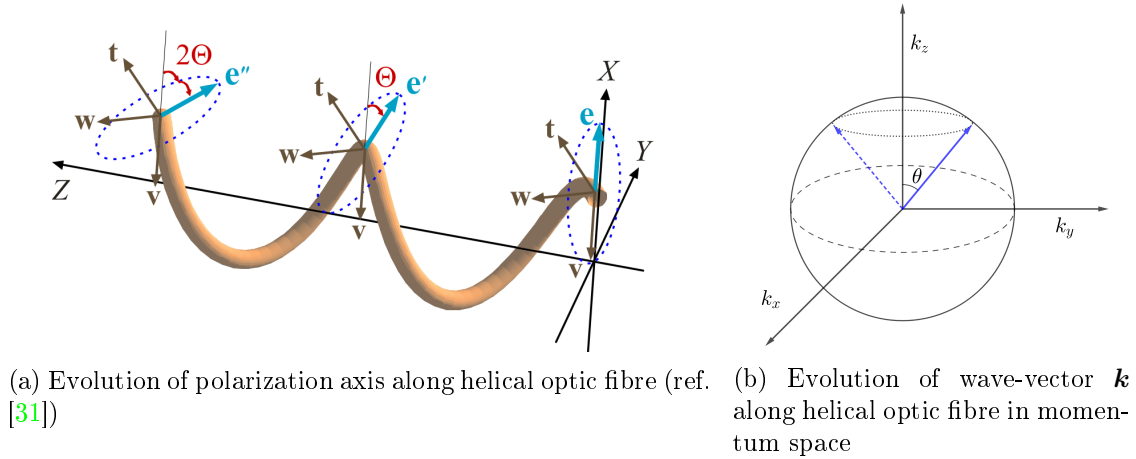 2Θ
t
e″
w
v
Z
Θ
t
e′
w
v
X
e
t
Y
w
v
k_z
θ
k_y
k_x
(a) Evolution of polarization axis along helical optic fibre (ref.
[31])
(b) Evolution of wave-vector k
along helical optic fibre in momen-
tum space